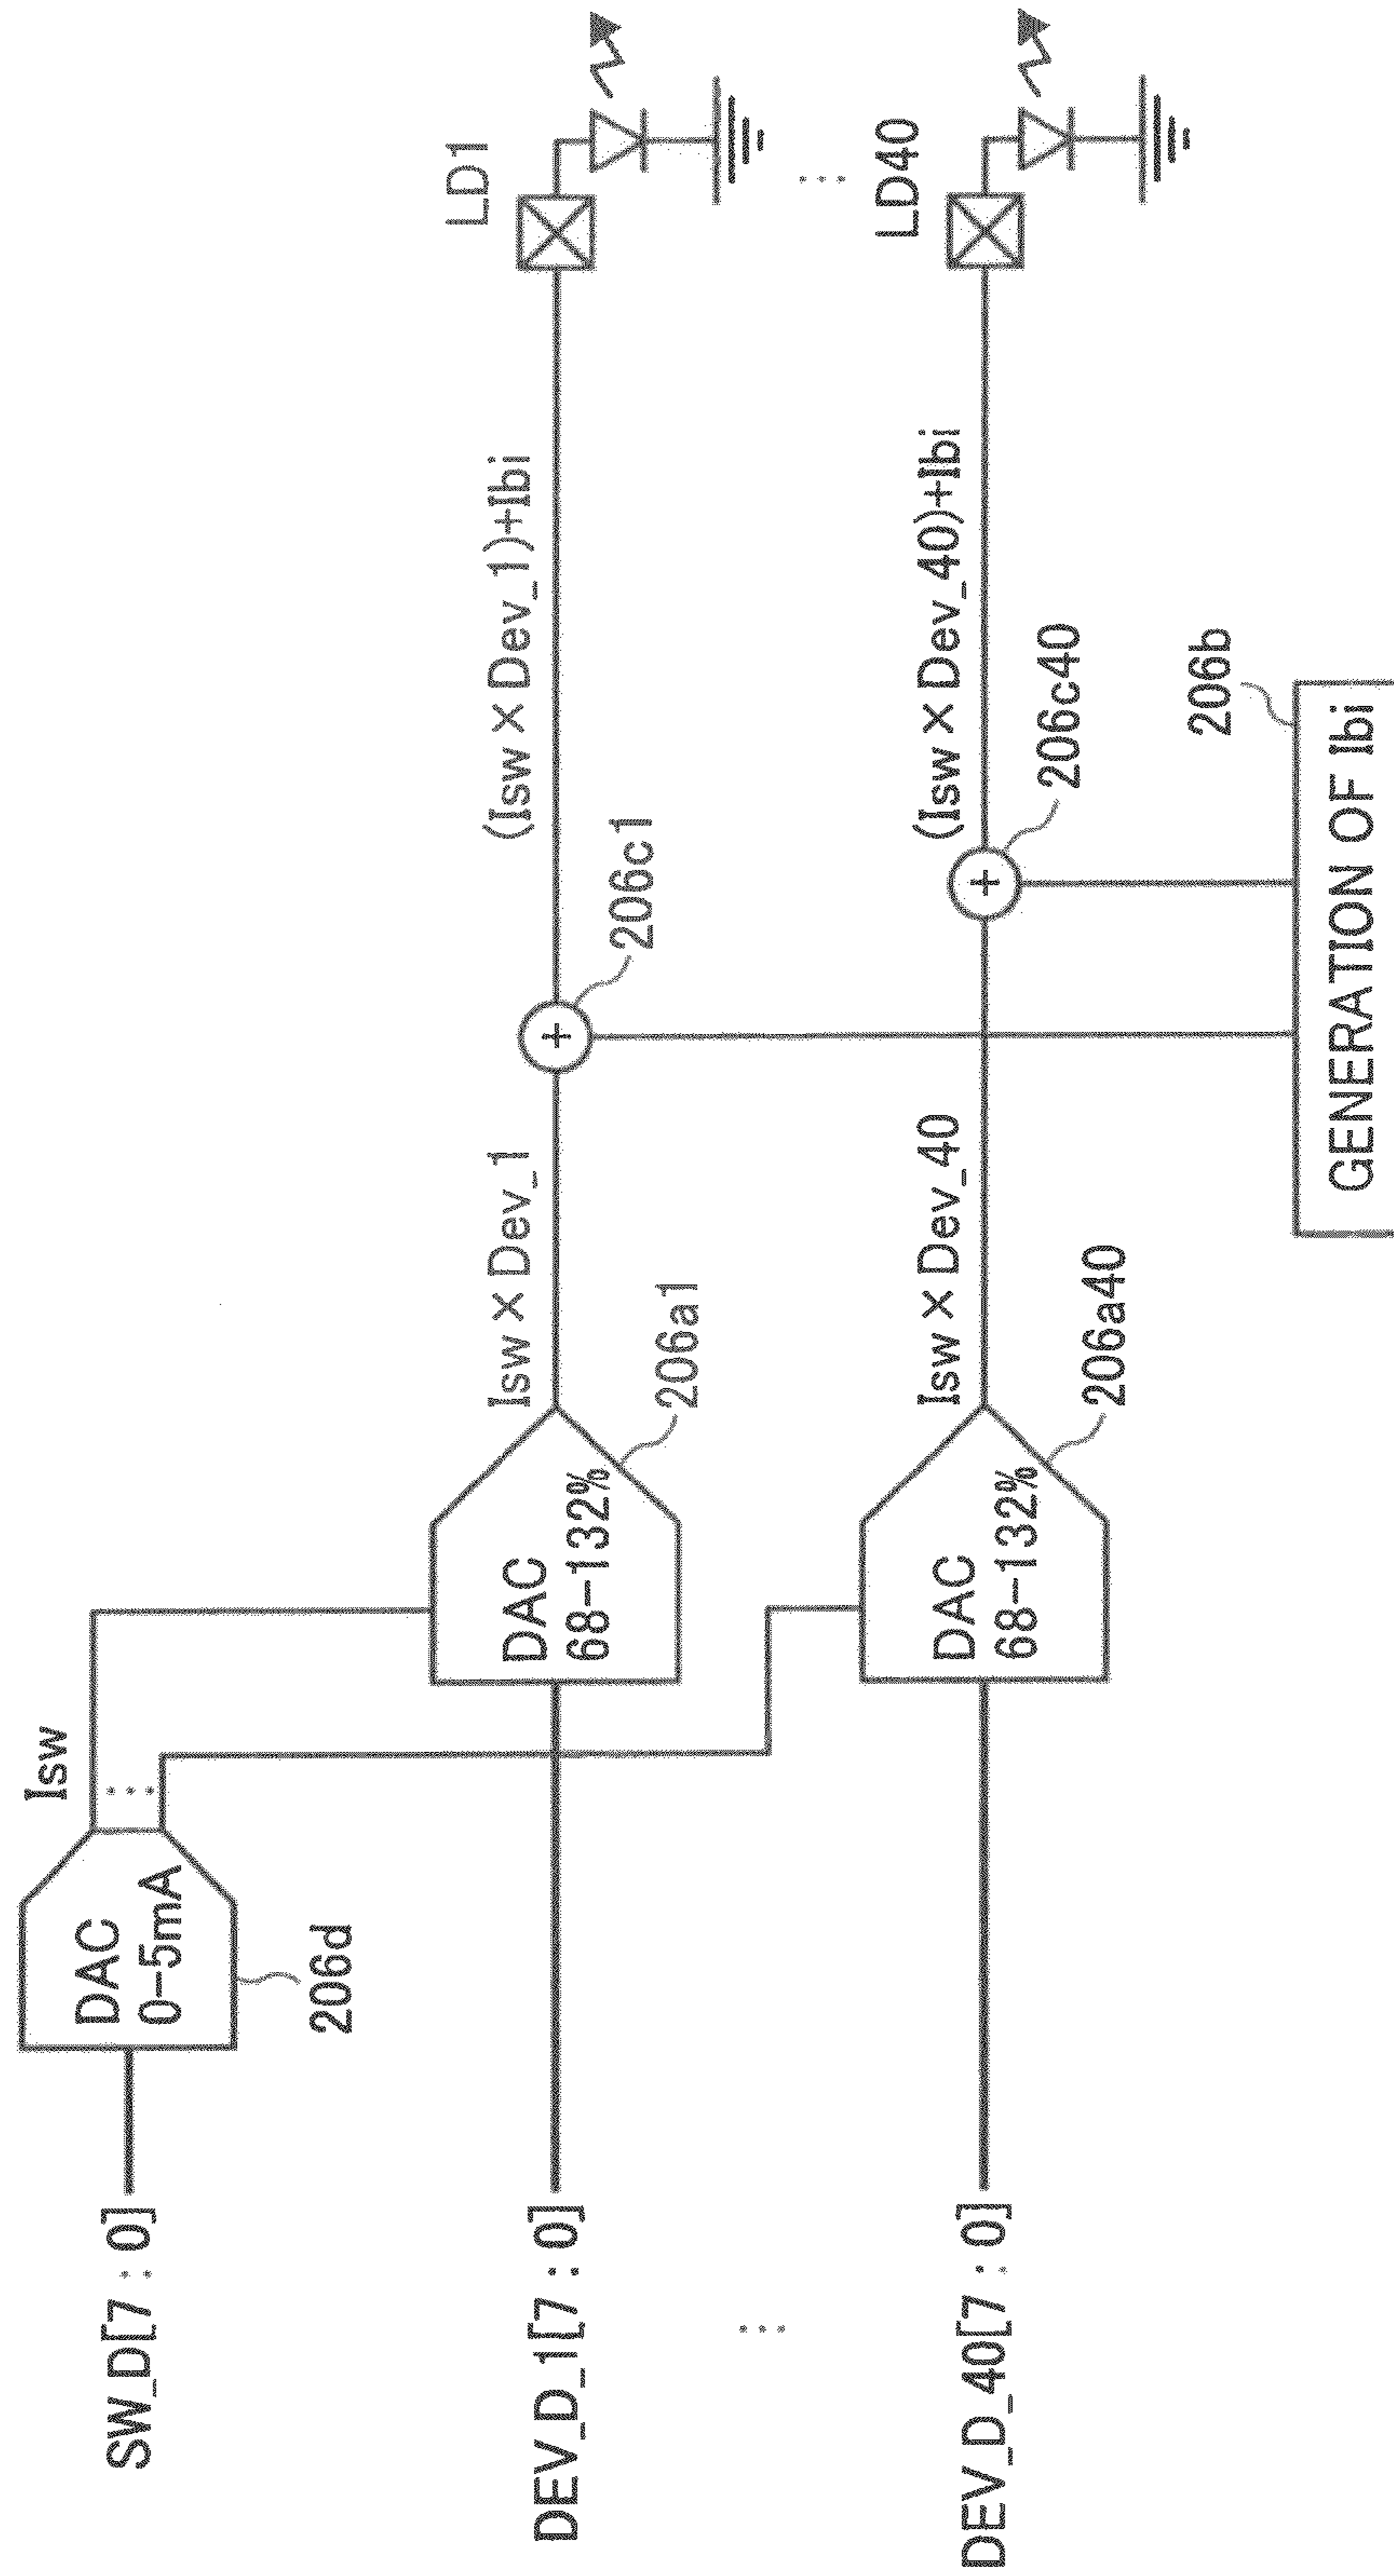 SW_D[7 : 0]
DAC
0-5mA
206d
Isw
DEV_D_1[7 : 0]
DAC
68-132%
206a1
Isw × Dev_1
206c1
(Isw × Dev_1)+Ibi
LD1
DEV_D_40[7 : 0]
DAC
68-132%
206a40
Isw × Dev_40
206c40
(Isw × Dev_40)+Ibi
LD40
206b
GENERATION OF Ibi